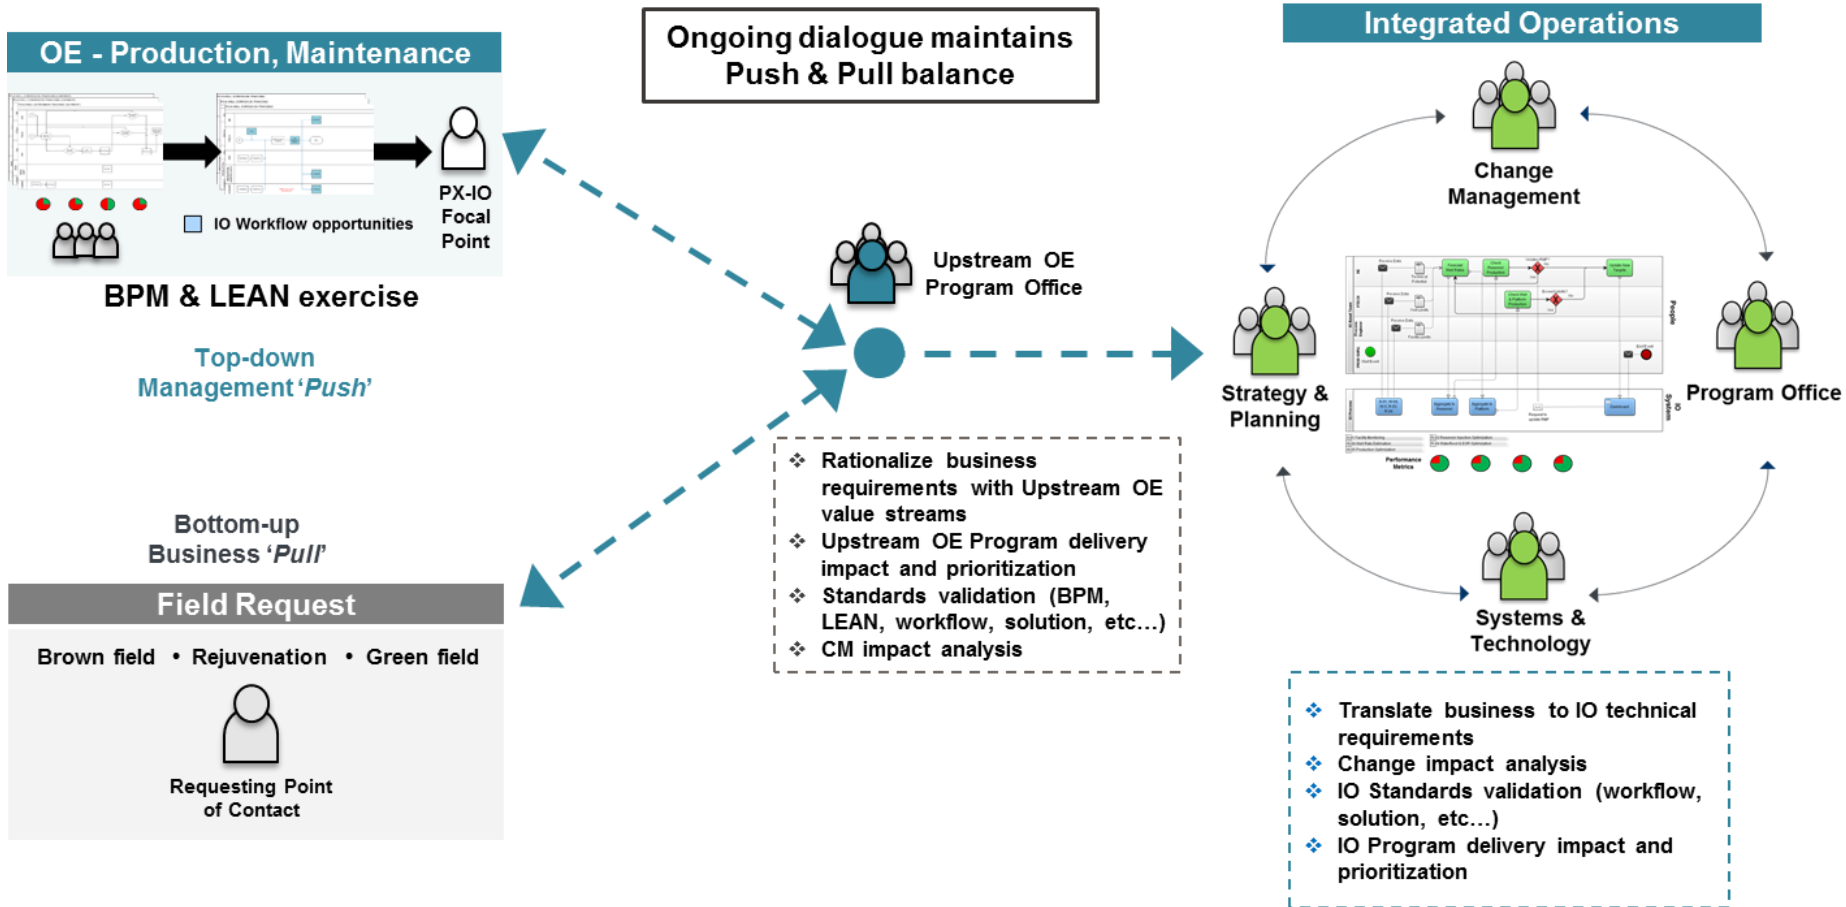 OE - Production, Maintenance
IO Workflow opportunities
PX-IO
Focal
Point
BPM & LEAN exercise
Top-down
Management ‘Push’
Bottom-up
Business ‘Pull’
Field Request
Brown field • Rejuvenation • Green field
Requesting Point
of Contact
Ongoing dialogue maintains
Push & Pull balance
Upstream OE
Program Office
❖ Rationalize business
requirements with Upstream OE
value streams
❖ Upstream OE Program delivery
impact and prioritization
❖ Standards validation (BPM,
LEAN, workflow, solution, etc…)
❖ CM impact analysis
Integrated Operations
Change
Management
Strategy &
Planning
Program Office
People
IO
System
Performance
Metrics
Systems &
Technology
❖ Translate business to IO technical
requirements
❖ Change impact analysis
❖ IO Standards validation (workflow,
solution, etc…)
❖ IO Program delivery impact and
prioritization